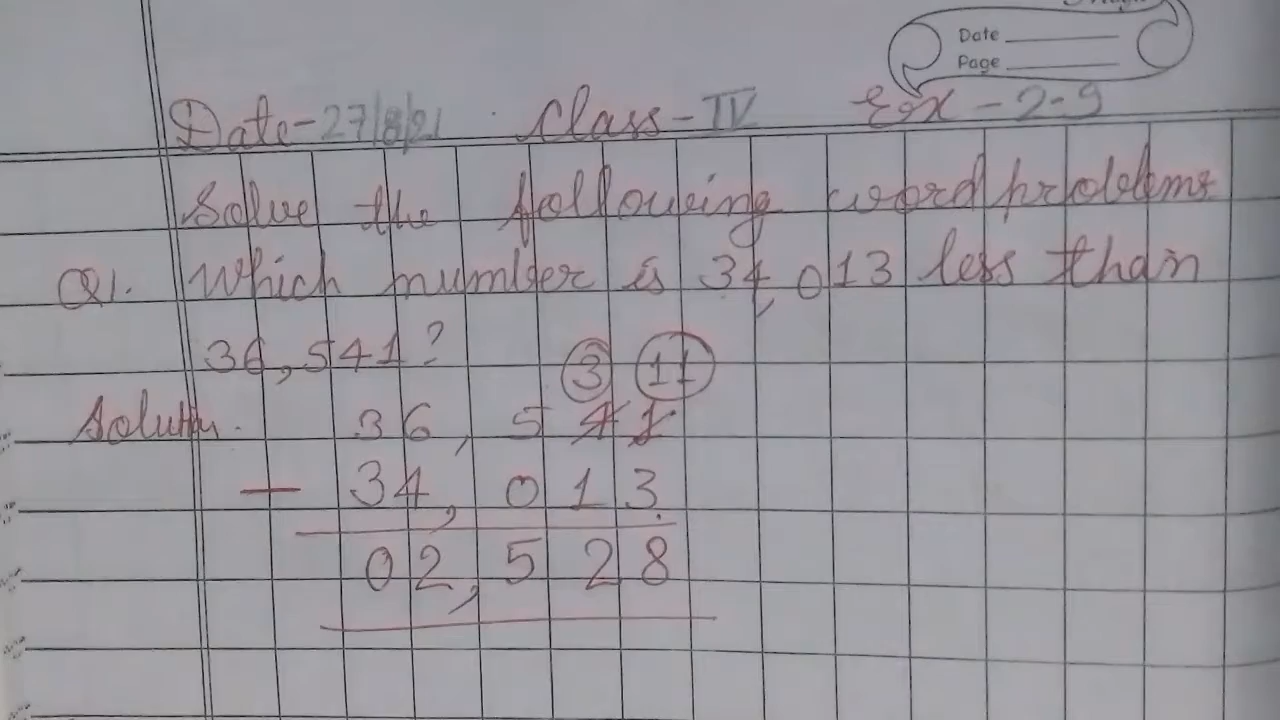 Date
Page
Date-27/8/21 Class-IV Ex-2.9
Solve the following word problems
Q1. Which number is 34,013 less than
36,541?
3 11
Solution. 36,541
- 34,013
02,528